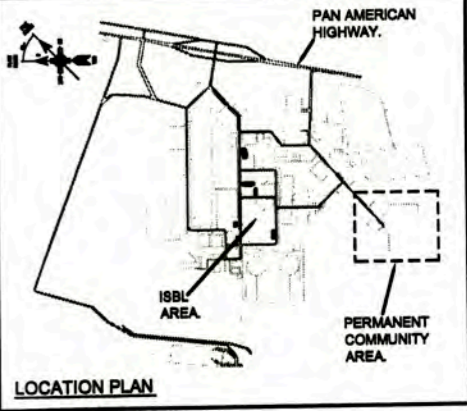 PAN AMERICAN
HIGHWAY.
ISBL
AREA.
PERMANENT
COMMUNITY
AREA.
LOCATION PLAN